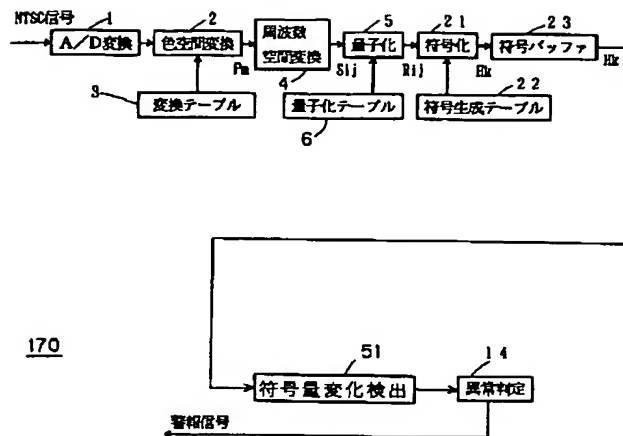 1
2
5
21
23
NTSC信号
A/D変換
色空間変換
周波数
空間変換
量子化
符号化
符号バッファ
Pm
4
Sij
Rij
Hk
Hk
3
変換テーブル
量子化テーブル
22
符号生成テーブル
6
170
51
14
符号量変化検出
異常判定
警報信号